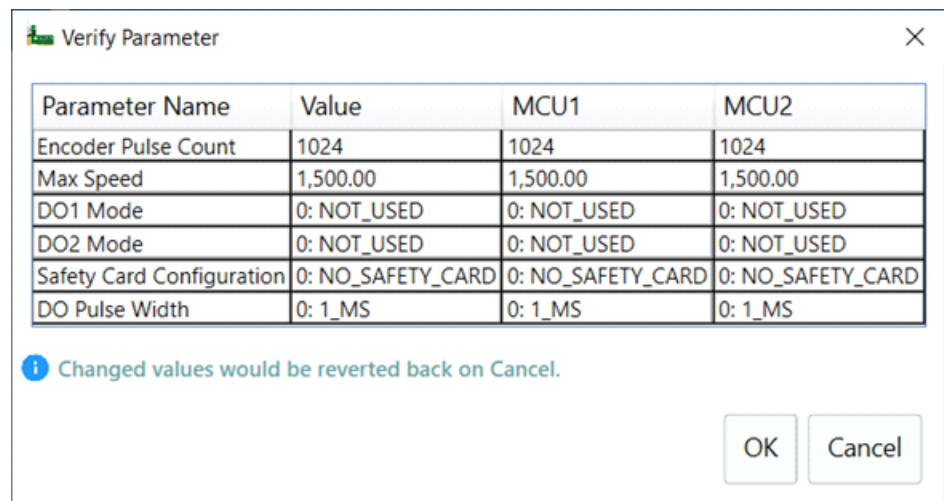 Verify Parameter
Parameter Name Value MCU1 MCU2
Encoder Pulse Count 1024 1024 1024
Max Speed 1,500.00 1,500.00 1,500.00
DO1 Mode 0: NOT_USED 0: NOT_USED 0: NOT_USED
DO2 Mode 0: NOT_USED 0: NOT_USED 0: NOT_USED
Safety Card Configuration 0: NO_SAFETY_CARD 0: NO_SAFETY_CARD 0: NO_SAFETY_CARD
DO Pulse Width 0: 1_MS 0: 1_MS 0: 1_MS
Changed values would be reverted back on Cancel.
OK Cancel